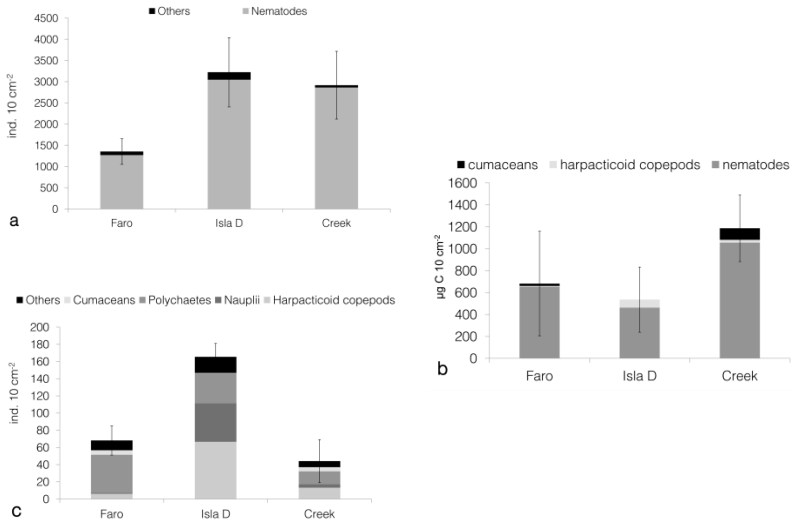 Others Nematodes
4500
4000
3500
3000
2500
2000
1500
1000
500
0
ind. 10 cm⁻²
Faro Isla D Creek
a
cumaceans harpacticoid copepods nematodes
1600
1400
1200
1000
800
600
400
200
0
µg C 10 cm⁻²
Faro Isla D Creek
b
Others Cumaceans Polychaetes Nauplii Harpacticoid copepods
200
180
160
140
120
100
80
60
40
20
0
ind. 10 cm⁻²
Faro Isla D Creek
c